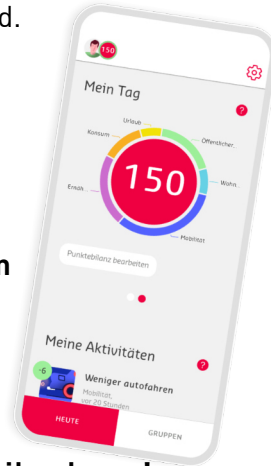 d.
150
Mein Tag
?
Urlaub
Konsum
Öffentlicher..
Ernäh...
Wohn..
150
Mobilität
Punktebilanz bearbeiten
n
Meine Aktivitäten
?
-6
Weniger autofahren
Mobilität,
vor 20 Stunden
HEUTE
GRUPPEN